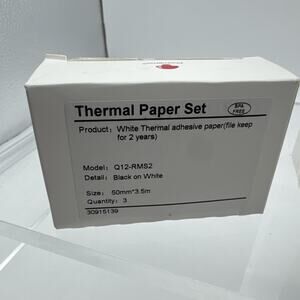 Thermal Paper Set
BPA
FREE
Product: White Thermal adhesive paper(file keep
for 2 years)
Model: Q12-RMS2
Detail: Black on White
Size: 50mm*3.5m
Quantity: 3
30915139